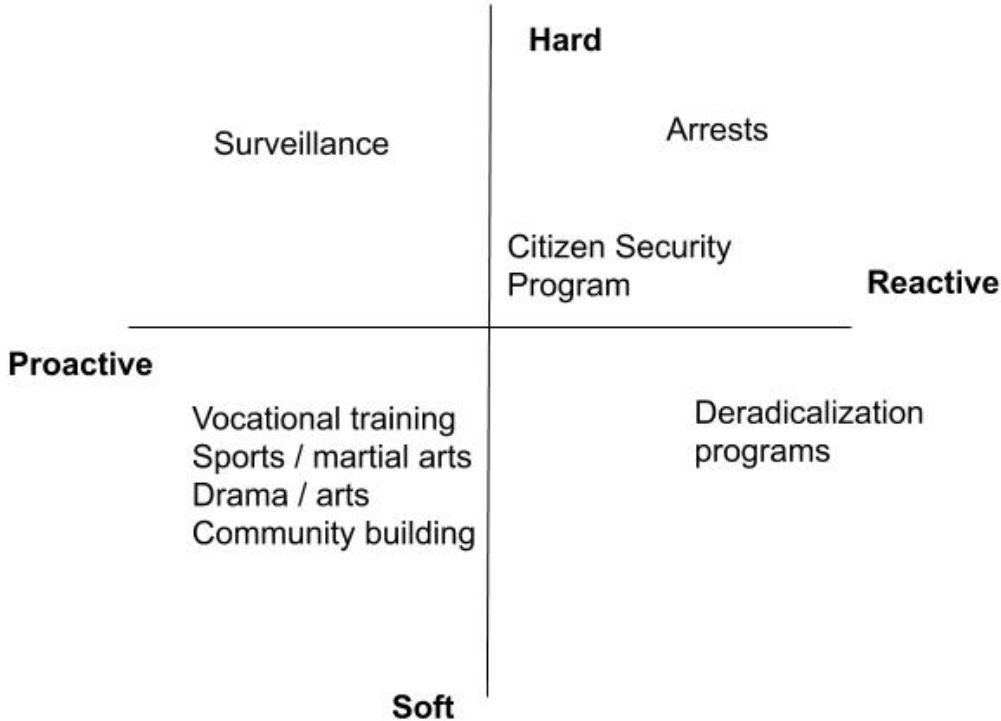 Hard
Surveillance
Arrests
Citizen Security
Program
Reactive
Proactive
Vocational training
Sports / martial arts
Drama / arts
Community building
Deradicalization
programs
Soft